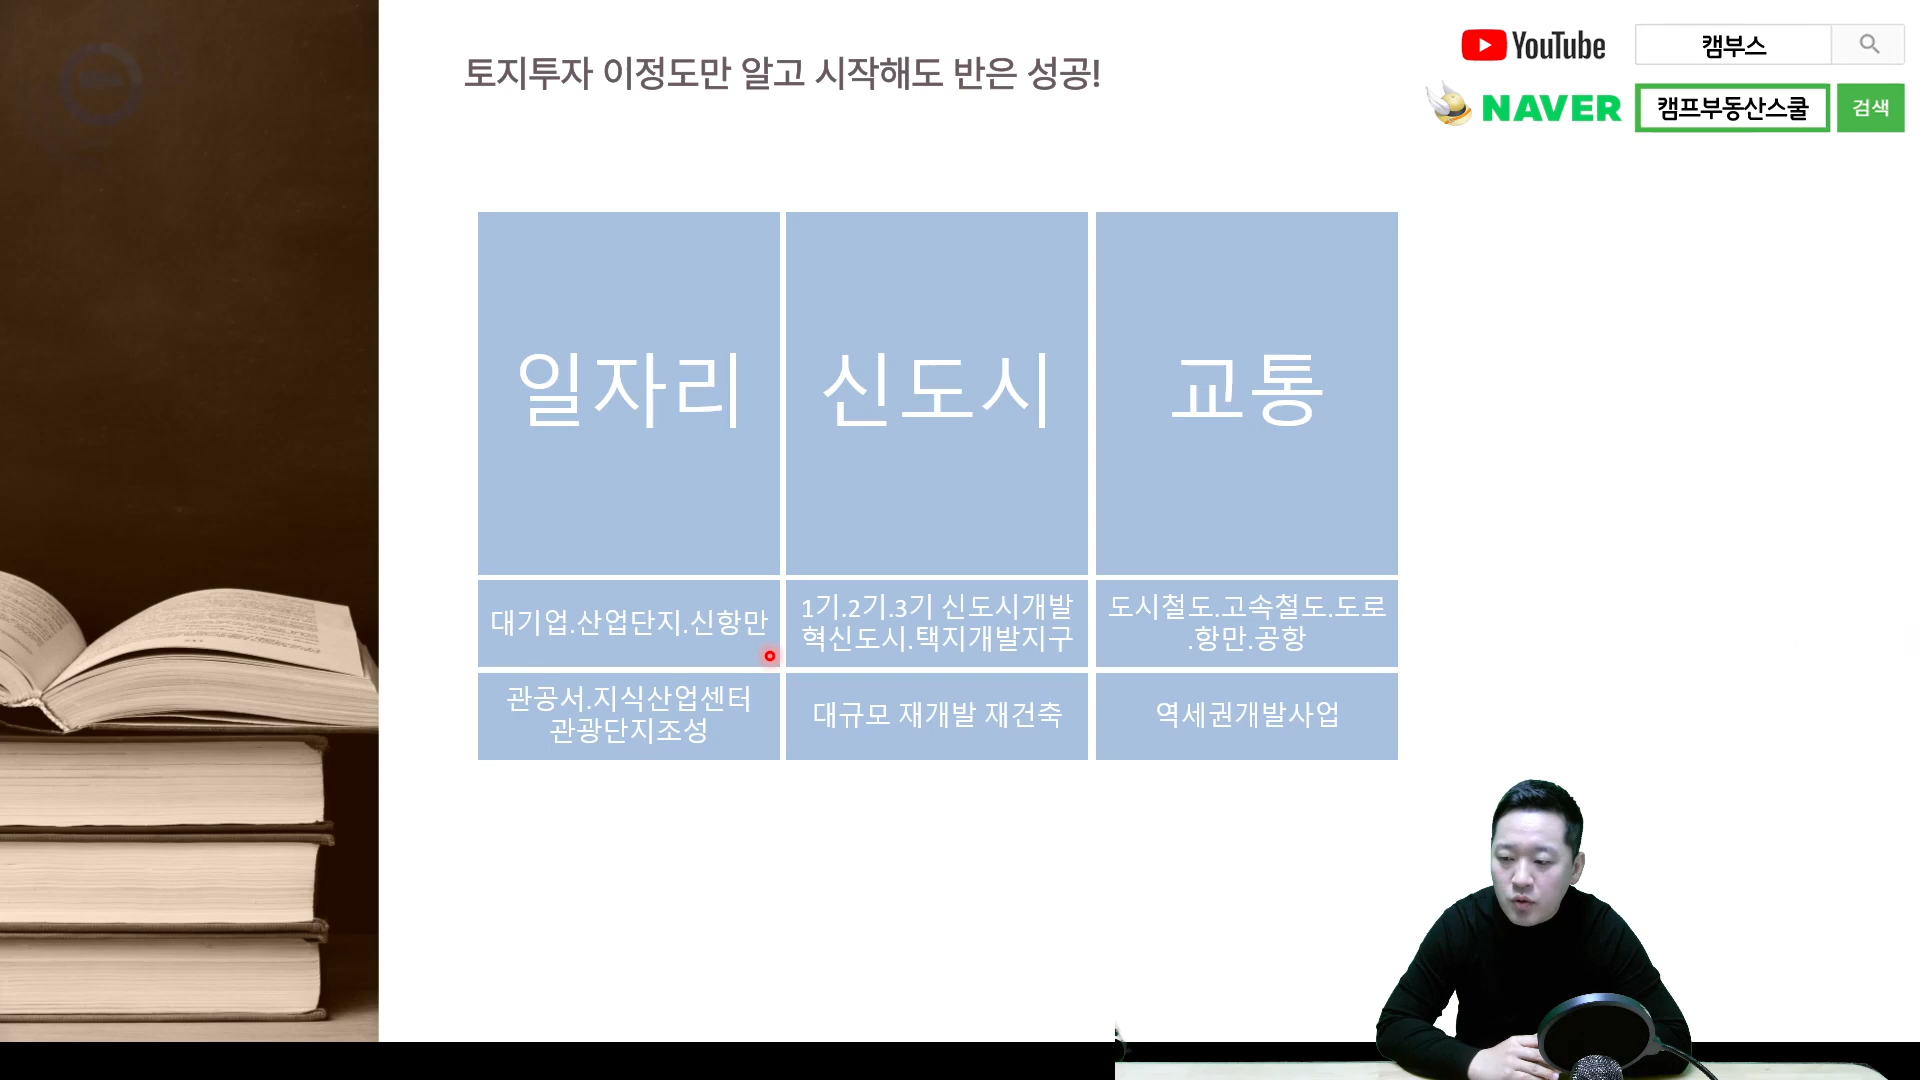 토지투자 이정도만 알고 시작해도 반은 성공!
YouTube 캠부스
NAVER 캠프부동산스쿨 검색
일자리
신도시
교통
대기업.산업단지.신항만
1기.2기.3기 신도시개발
혁신도시.택지개발지구
도시철도.고속철도.도로
.항만.공항
관공서.지식산업센터
관광단지조성
대규모 재개발 재건축
역세권개발사업